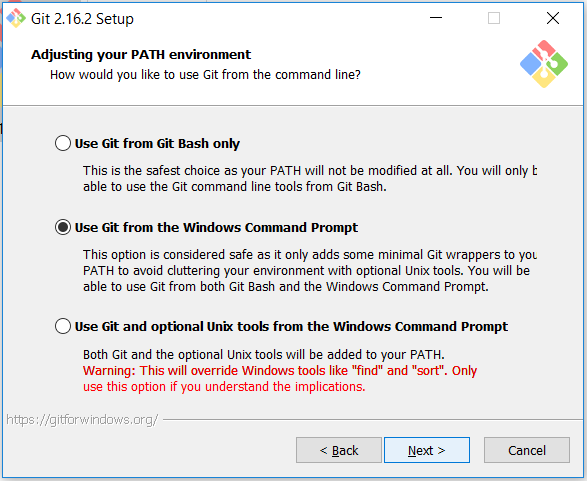 Git 2.16.2 Setup
Adjusting your PATH environment
How would you like to use Git from the command line?
Use Git from Git Bash only
This is the safest choice as your PATH will not be modified at all. You will only b
able to use the Git command line tools from Git Bash.
Use Git from the Windows Command Prompt
This option is considered safe as it only adds some minimal Git wrappers to you
PATH to avoid cluttering your environment with optional Unix tools. You will be
able to use Git from both Git Bash and the Windows Command Prompt.
Use Git and optional Unix tools from the Windows Command Prompt
Both Git and the optional Unix tools will be added to your PATH.
Warning: This will override Windows tools like "find" and "sort". Only
use this option if you understand the implications.
https://gitforwindows.org/
< Back
Next >
Cancel